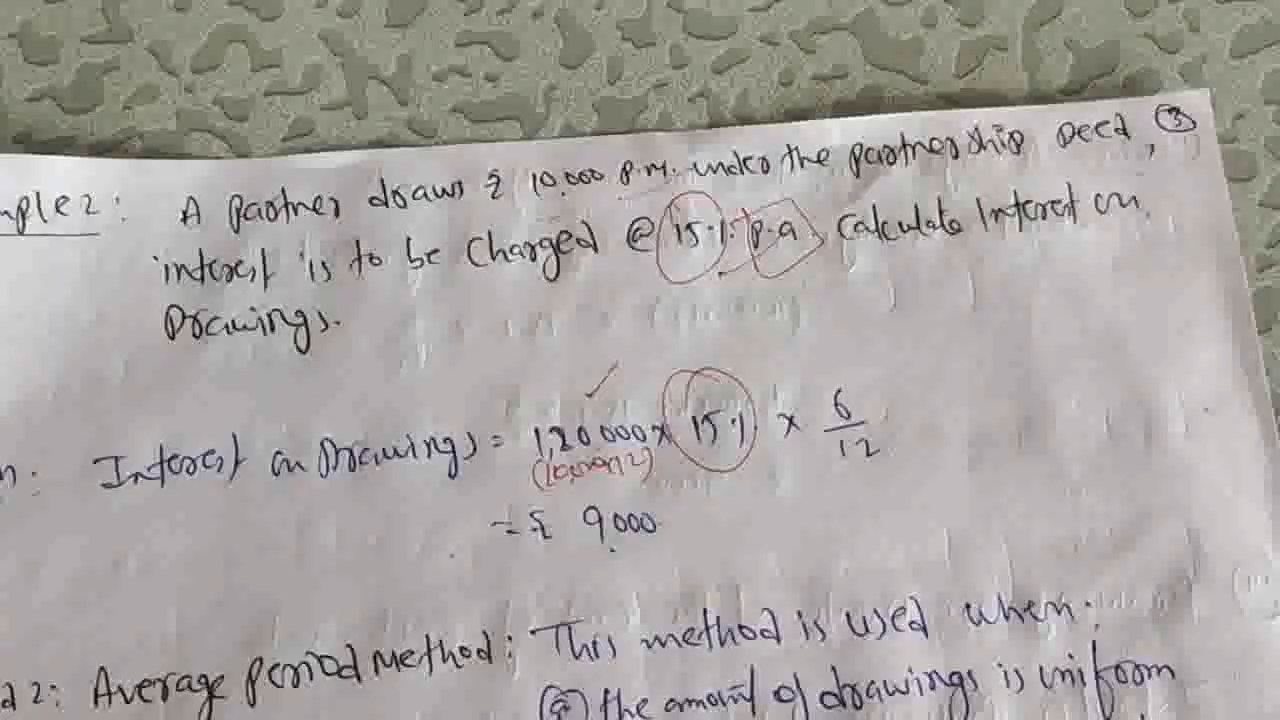 mple 2: A partner draws ₹ 10,000 p.m. under the partnership Deed, ③
interest is to be Charged @ 15% p.a Calculate Interest on
Drawings.
n: Interest on Drawings = 1,20 000 x 15% x 6/12
(10,000x12)
= ₹ 9,000
d 2: Average period Method: This method is used when:
(a) the amount of drawings is uniform